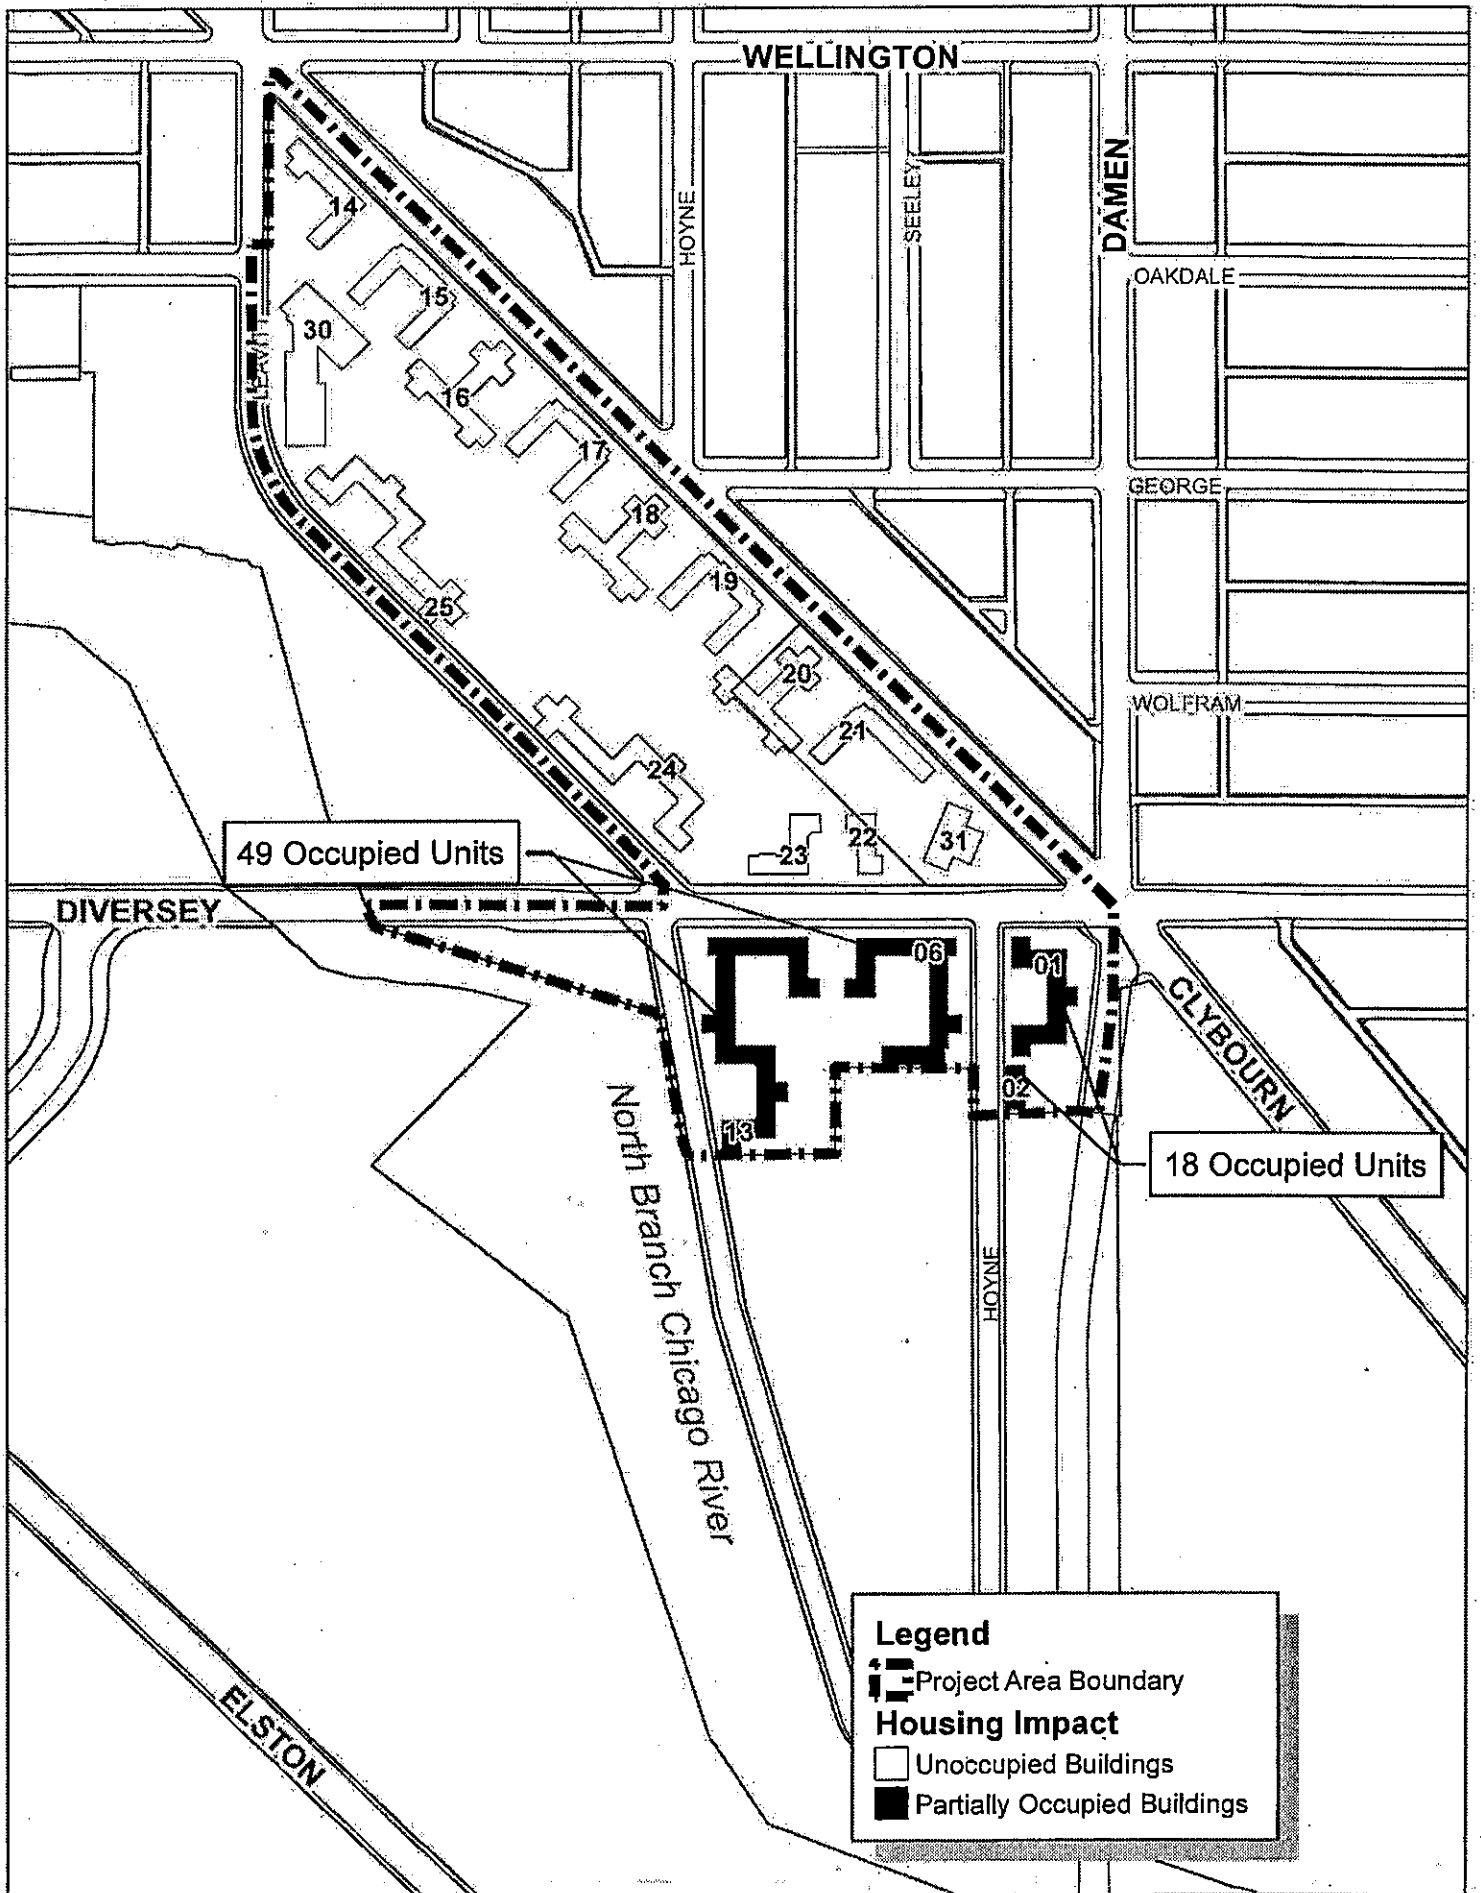 WELLINGTON
DAMEN
HOYNE
SEELEY
OAKDALE
14
15
30
LEAVITT
16
17
GEORGE
18
19
25
20
WOLFRAM
21
24
22
31
23
49 Occupied Units
DIVERSEY
06
01
CLYBOURN
02
13
18 Occupied Units
North Branch Chicago River
HOYNE
ELSTON
Legend
Project Area Boundary
Housing Impact
Unoccupied Buildings
Partially Occupied Buildings